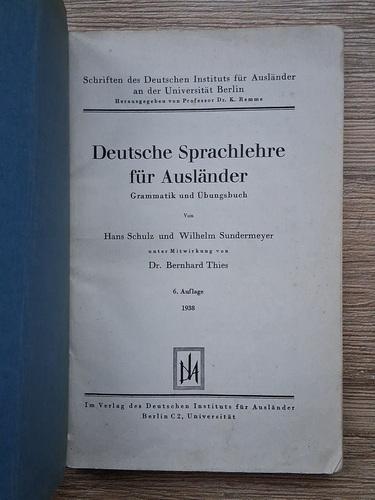 Schriften des Deutschen Instituts für Ausländer
an der Universität Berlin
Herausgegeben von Professor Dr. K. Remme
Deutsche Sprachlehre
für Ausländer
Grammatik und Übungsbuch
Von
Hans Schulz und Wilhelm Sundermeyer
unter Mitwirkung von
Dr. Bernhard Thies
6. Auflage
1938
Im Verlag des Deutschen Instituts für Ausländer
Berlin C 2, Universität